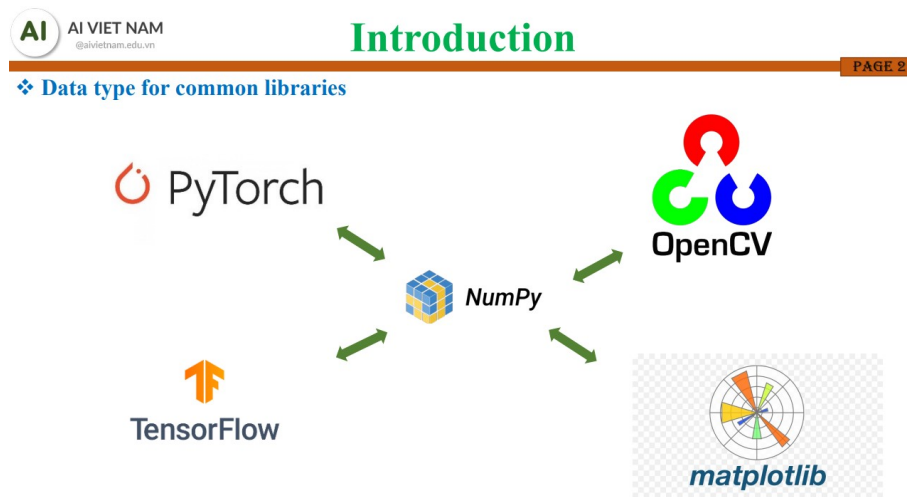 AI
AI VIET NAM
@aivietnam.edu.vn
Introduction
PAGE 2
Data type for common libraries
PyTorch
OpenCV
NumPy
TensorFlow
matplotlib